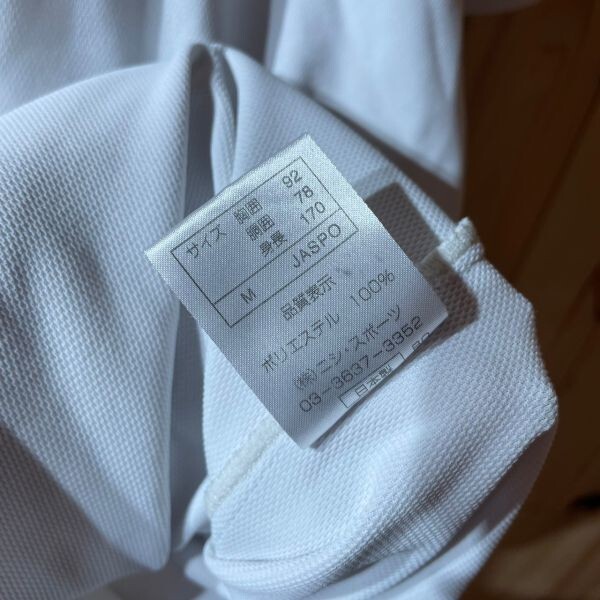 サイズ
胸囲 92
胴囲 78
身長 170
M JASPO
品質表示
ポリエステル 100%
(株)ニシ・スポーツ
03-3637-3352
日本製